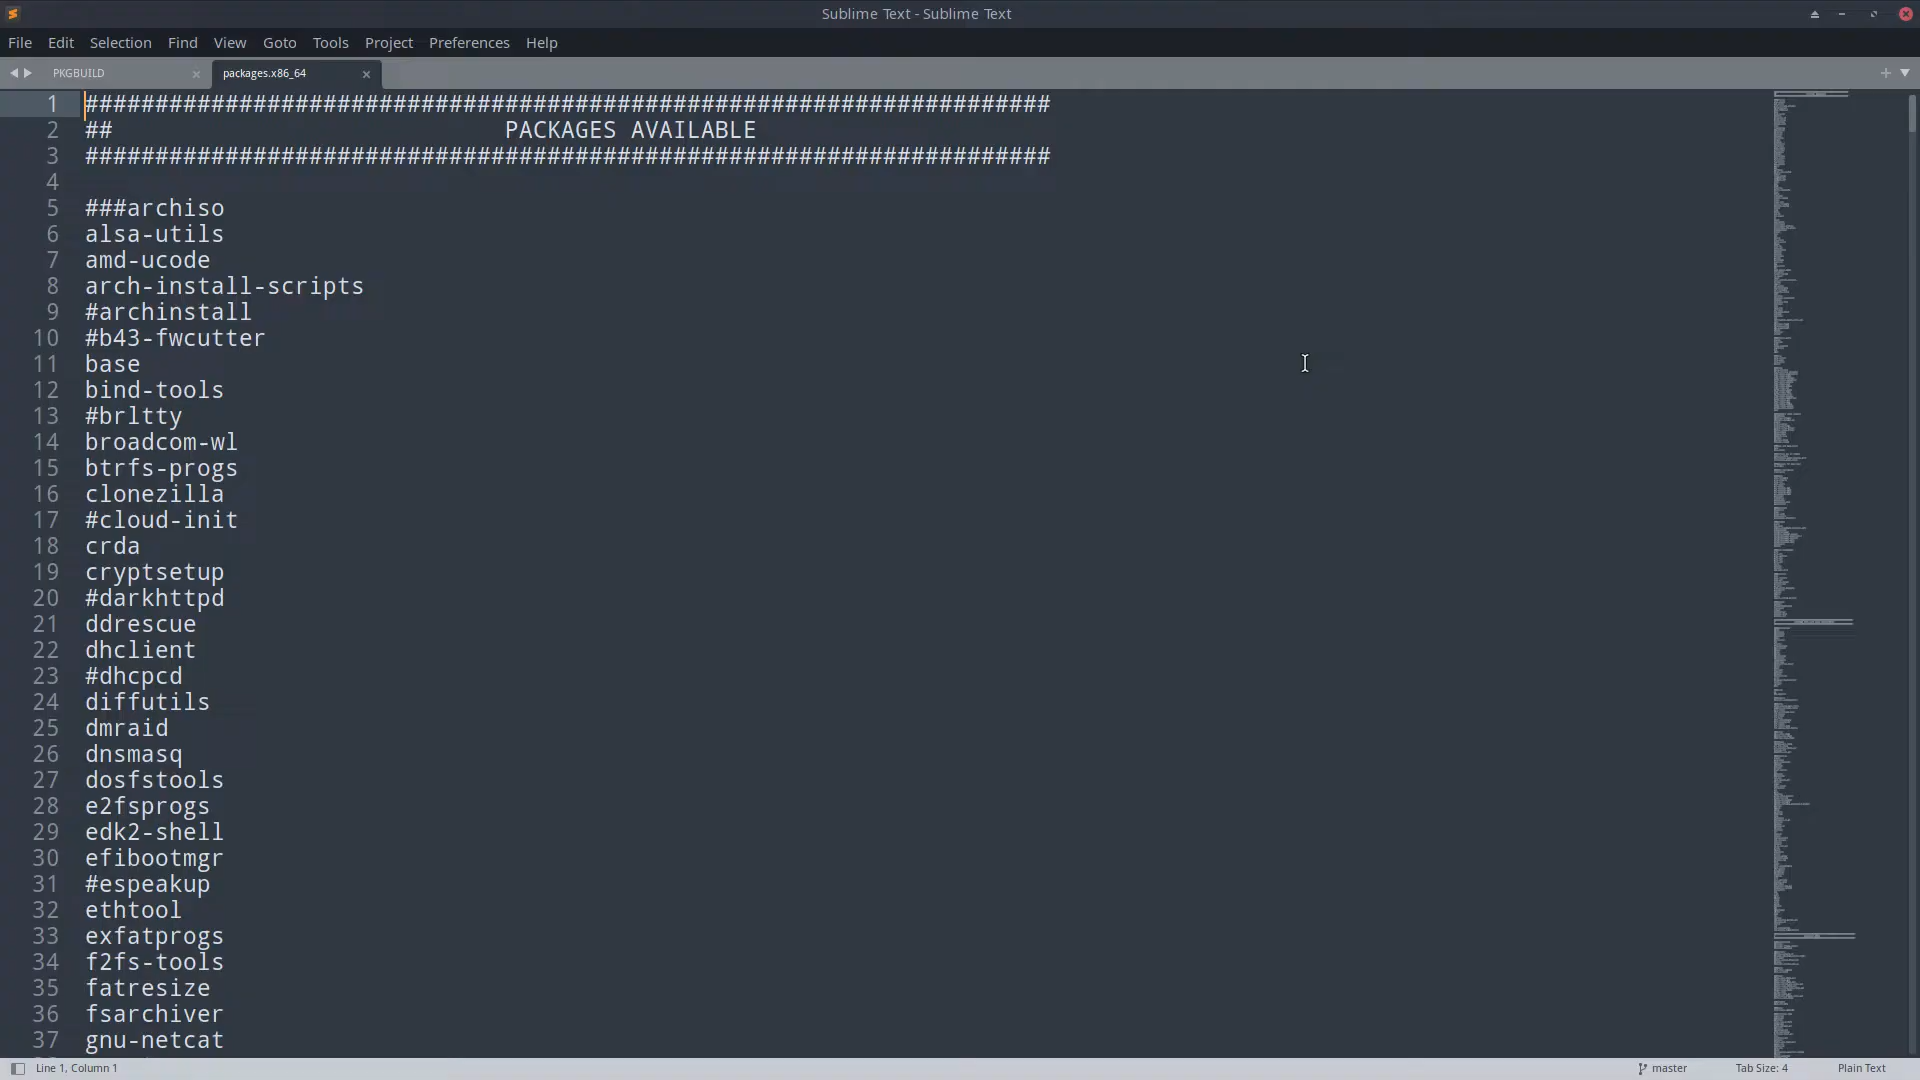 Sublime Text - Sublime Text
File Edit Selection Find View Goto Tools Project Preferences Help
PKGBUILD packages.x86_64
1 #####################################################################
2 ## PACKAGES AVAILABLE
3 #####################################################################
4
5 ###archiso
6 alsa-utils
7 amd-ucode
8 arch-install-scripts
9 #archinstall
10 #b43-fwcutter
11 base
12 bind-tools
13 #brltty
14 broadcom-wl
15 btrfs-progs
16 clonezilla
17 #cloud-init
18 crda
19 cryptsetup
20 #darkhttpd
21 ddrescue
22 dhclient
23 #dhcpcd
24 diffutils
25 dmraid
26 dnsmasq
27 dosfstools
28 e2fsprogs
29 edk2-shell
30 efibootmgr
31 #espeakup
32 ethtool
33 exfatprogs
34 f2fs-tools
35 fatresize
36 fsarchiver
37 gnu-netcat
Line 1, Column 1 master Tab Size: 4 Plain Text